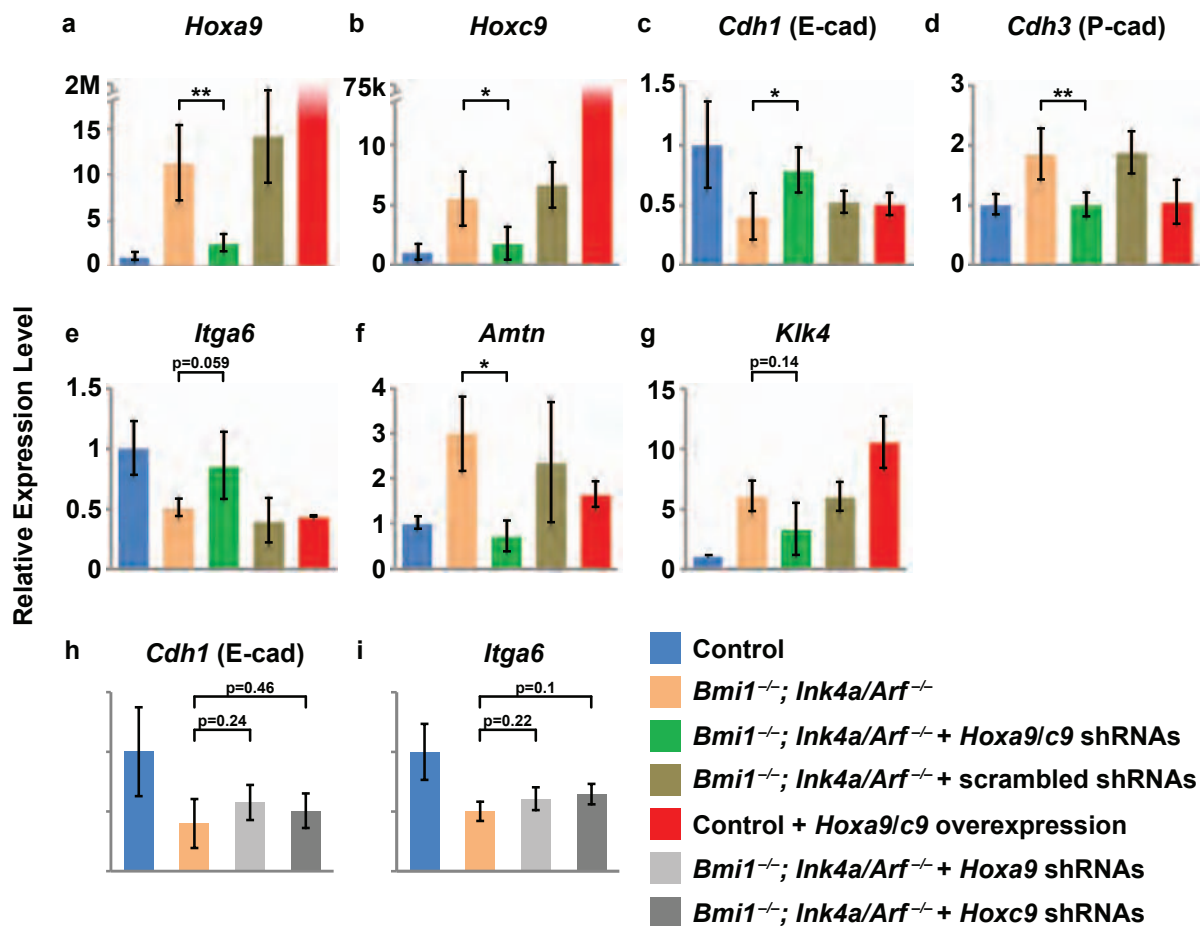 a Hoxa9
b Hoxc9
c Cdh1 (E-cad)
d Cdh3 (P-cad)
2M
15
10
5
0
**
75k
10
5
0
*
1.5
1
0.5
0
*
3
2
1
0
**
Relative Expression Level
e Itga6
f Amtn
g Klk4
p=0.059
1.5
1
0.5
0
*
4
3
2
1
0
p=0.14
15
10
5
0
h Cdh1 (E-cad)
i Itga6
p=0.46
p=0.24
p=0.1
p=0.22
Control
Bmi1–/–; Ink4a/Arf–/–
Bmi1–/–; Ink4a/Arf–/– + Hoxa9/c9 shRNAs
Bmi1–/–; Ink4a/Arf–/– + scrambled shRNAs
Control + Hoxa9/c9 overexpression
Bmi1–/–; Ink4a/Arf–/– + Hoxa9 shRNAs
Bmi1–/–; Ink4a/Arf–/– + Hoxc9 shRNAs